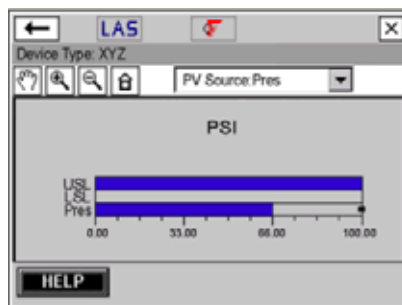 LAS
Device Type: XYZ
PV Source:Pres
PSI
USL
LSL
Pres
0.00 33.00 66.00 100.00
HELP